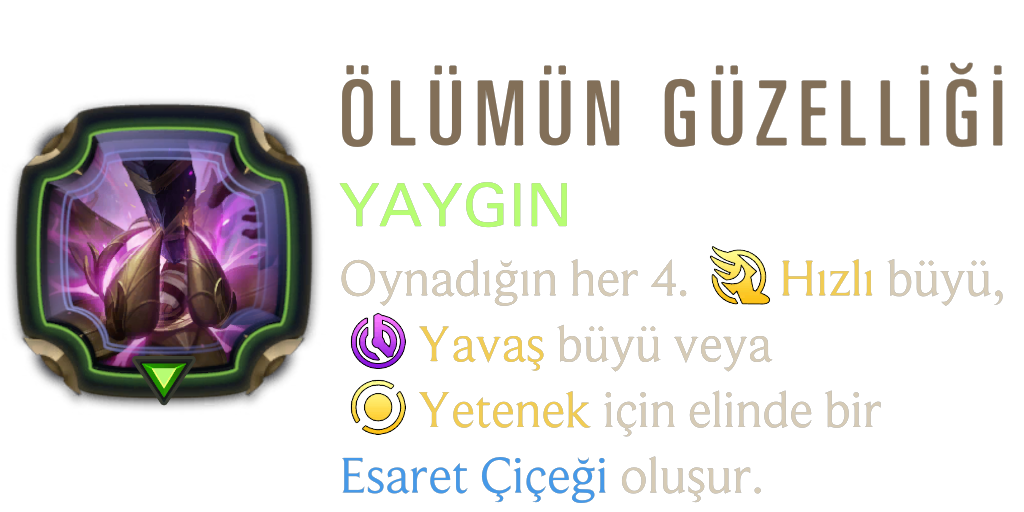 ÖLÜMÜN GÜZELLİĞİ
YAYGIN
Oynadığın her 4. Hızlı büyü,
Yavaş büyü veya
Yetenek için elinde bir
Esaret Çiçeği oluşur.